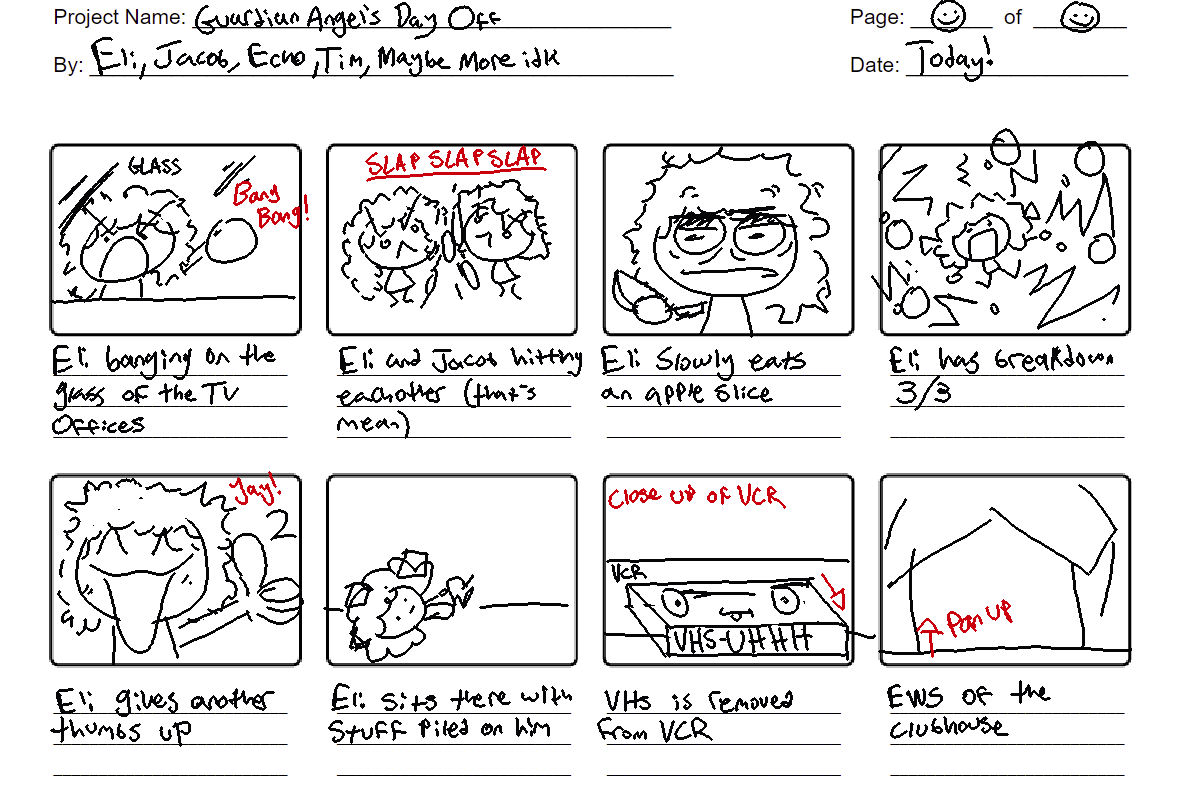 Project Name: Guardian Angel's Day Off
Page: of
By: Eli, Jacob, Echo, Tim, Maybe More idk
Date: Today!
GLASS
Bang
Bang!
SLAP SLAP SLAP
Eli banging on the
glass of the TV
Offices
Eli and Jacob hitting
eachother (that's
mean)
Eli slowly eats
an apple slice
Eli has breakdown
3/3
Yay!
2
Close up of VCR
VCR
VHS-UHHH
Pan up
Eli gives another
thumbs up
Eli sits there with
stuff piled on him
VHS is removed
from VCR
EWS of the
clubhouse